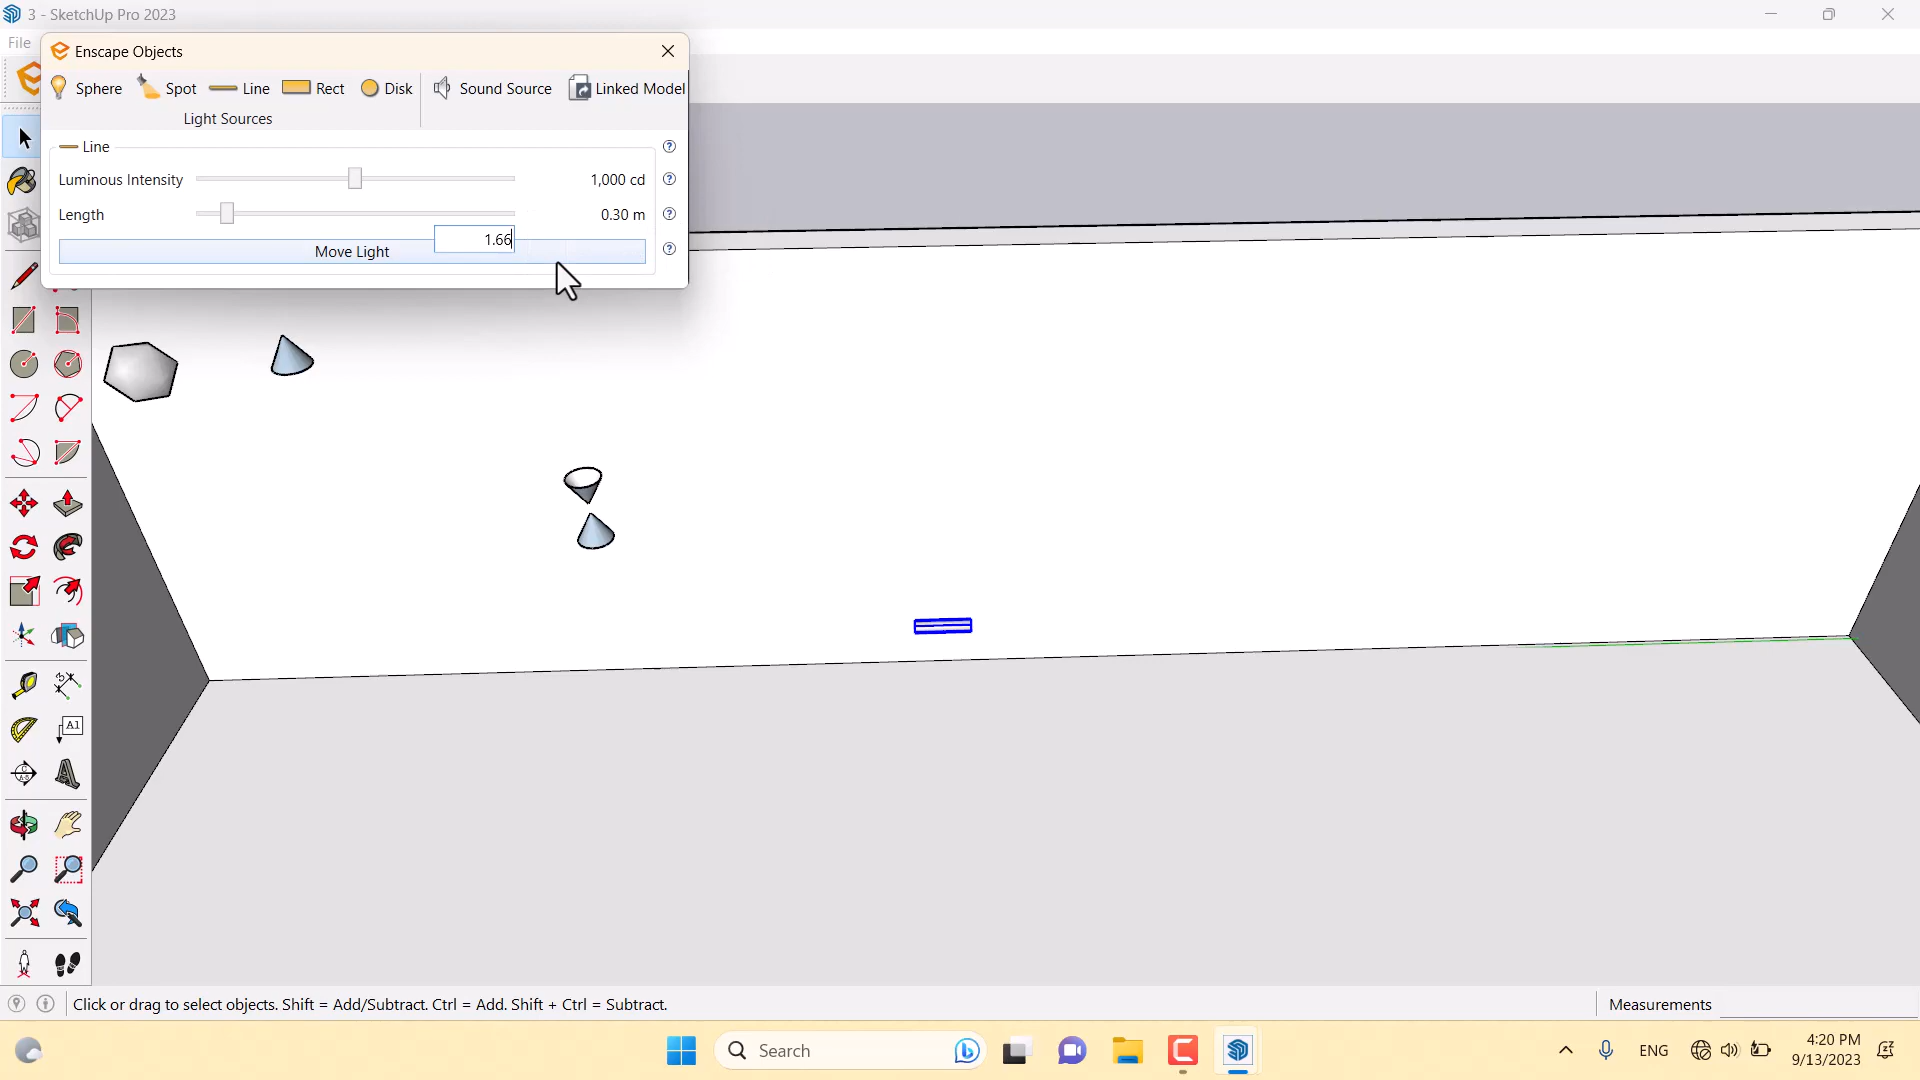 3 - SketchUp Pro 2023
File
Enscape Objects
Sphere Spot Line Rect Disk Sound Source Linked Model
Light Sources
Line
Luminous Intensity 1,000 cd
Length 0.30 m
1.66
Move Light
A1
Click or drag to select objects. Shift = Add/Subtract. Ctrl = Add. Shift + Ctrl = Subtract.
Measurements
Search
ENG
4:20 PM
9/13/2023